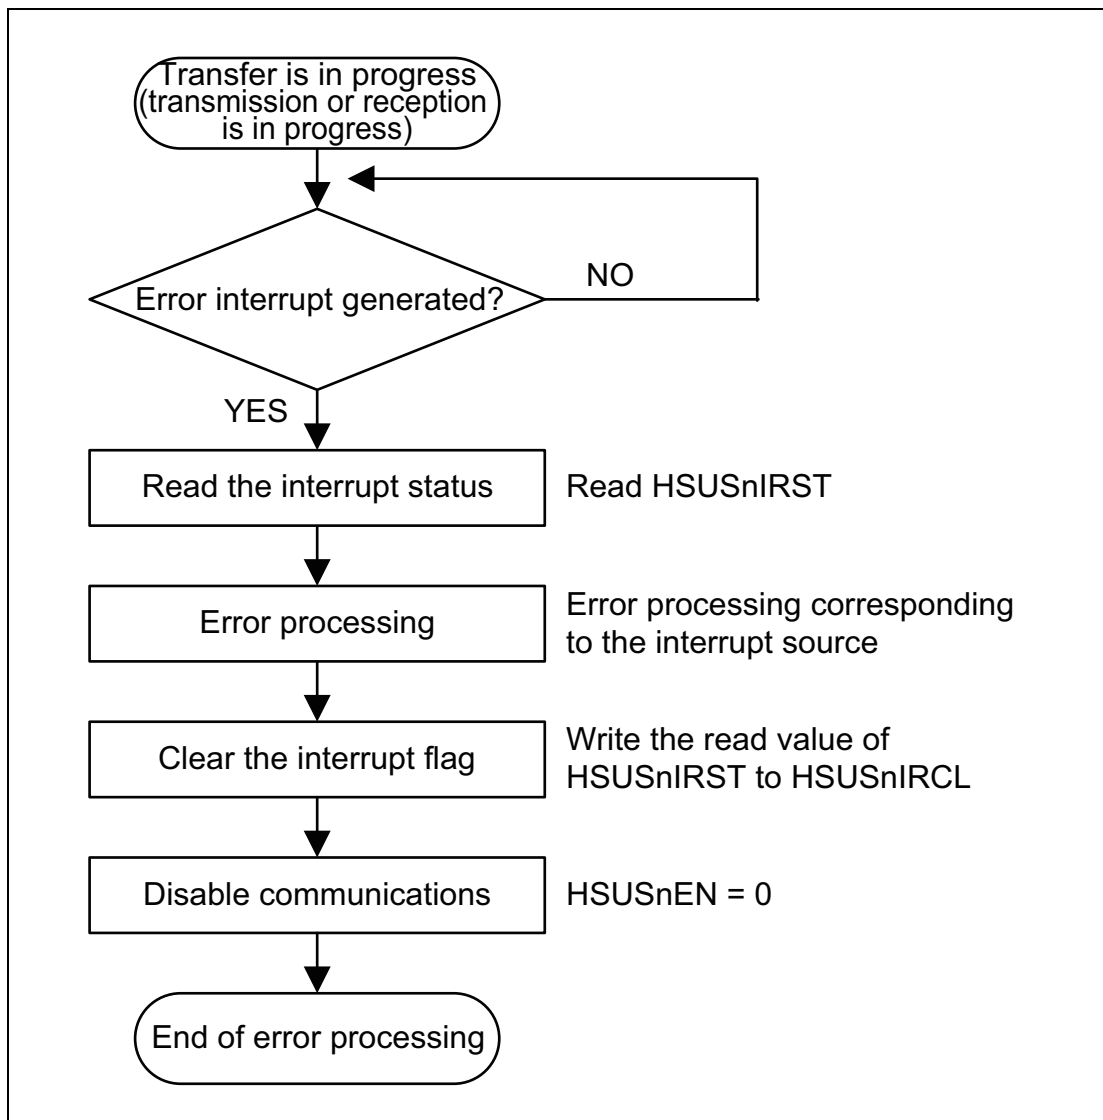 Transfer is in progress
(transmission or reception
is in progress)
Error interrupt generated?
NO
YES
Read the interrupt status
Read HSUSnIRST
Error processing
Error processing corresponding
to the interrupt source
Clear the interrupt flag
Write the read value of
HSUSnIRST to HSUSnIRCL
Disable communications
HSUSnEN = 0
End of error processing